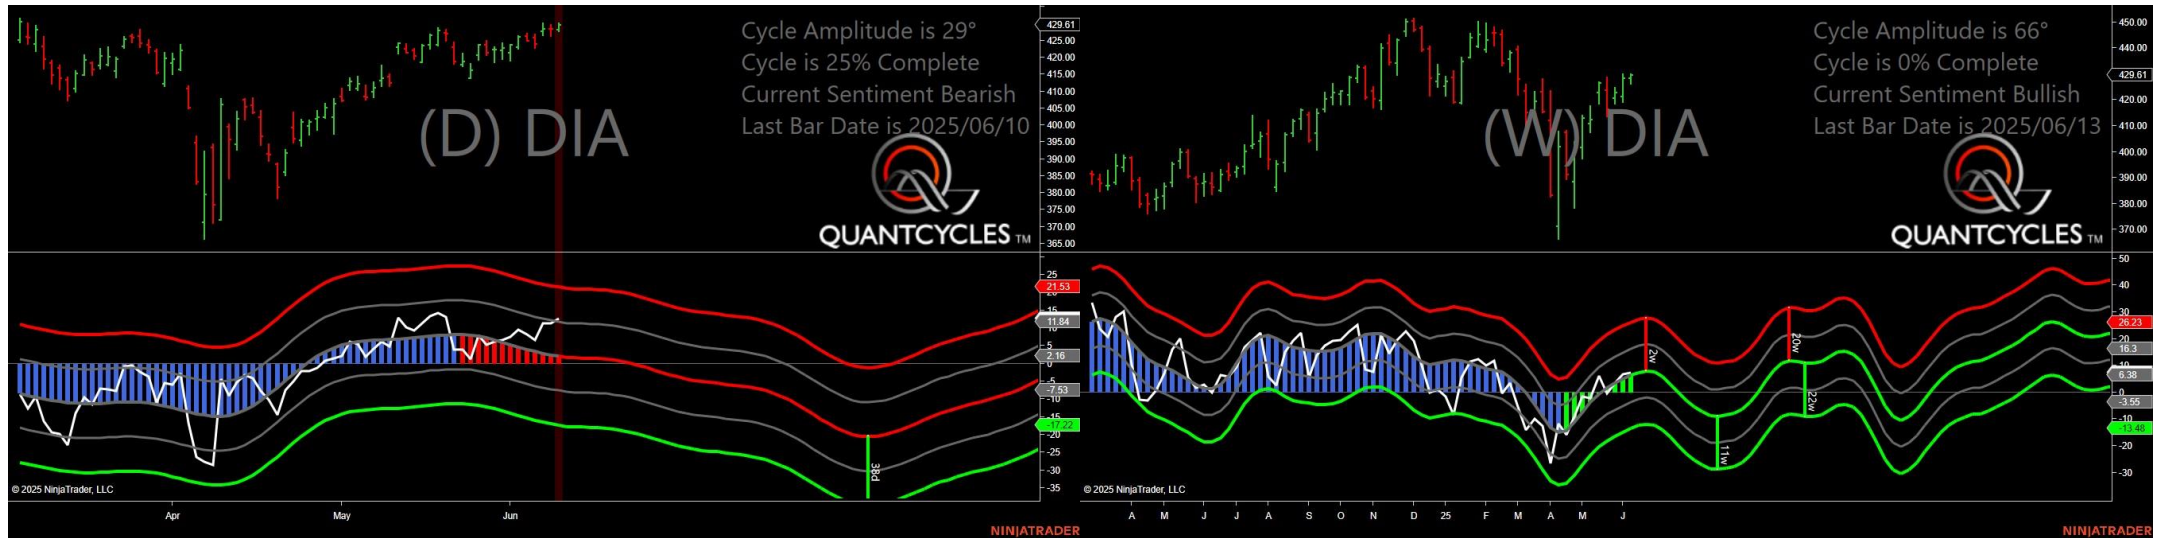 Cycle Amplitude is 29°
Cycle is 25% Complete
Current Sentiment Bearish
Last Bar Date is 2025/06/10
(D) DIA
QUANTCYCLES TM
429.61
425.00
420.00
415.00
410.00
405.00
400.00
395.00
390.00
385.00
380.00
375.00
370.00
365.00
25
21.53
15
11.84
5
2.16
0
-5
-7.53
-10
-15
-17.22
-20
-25
-30
-35
38d
© 2025 NinjaTrader, LLC
Apr
May
Jun
NINJATRADER
Cycle Amplitude is 66°
Cycle is 0% Complete
Current Sentiment Bullish
Last Bar Date is 2025/06/13
(W) DIA
QUANTCYCLES TM
450.00
440.00
429.61
420.00
410.00
400.00
390.00
380.00
370.00
50
40
30
26.23
20
16.3
6.38
0
-3.55
-10
-13.48
-20
-30
2w
11w
20w
22w
© 2025 NinjaTrader, LLC
A M J J A S O N D 25 F M A M J
NINJATRADER